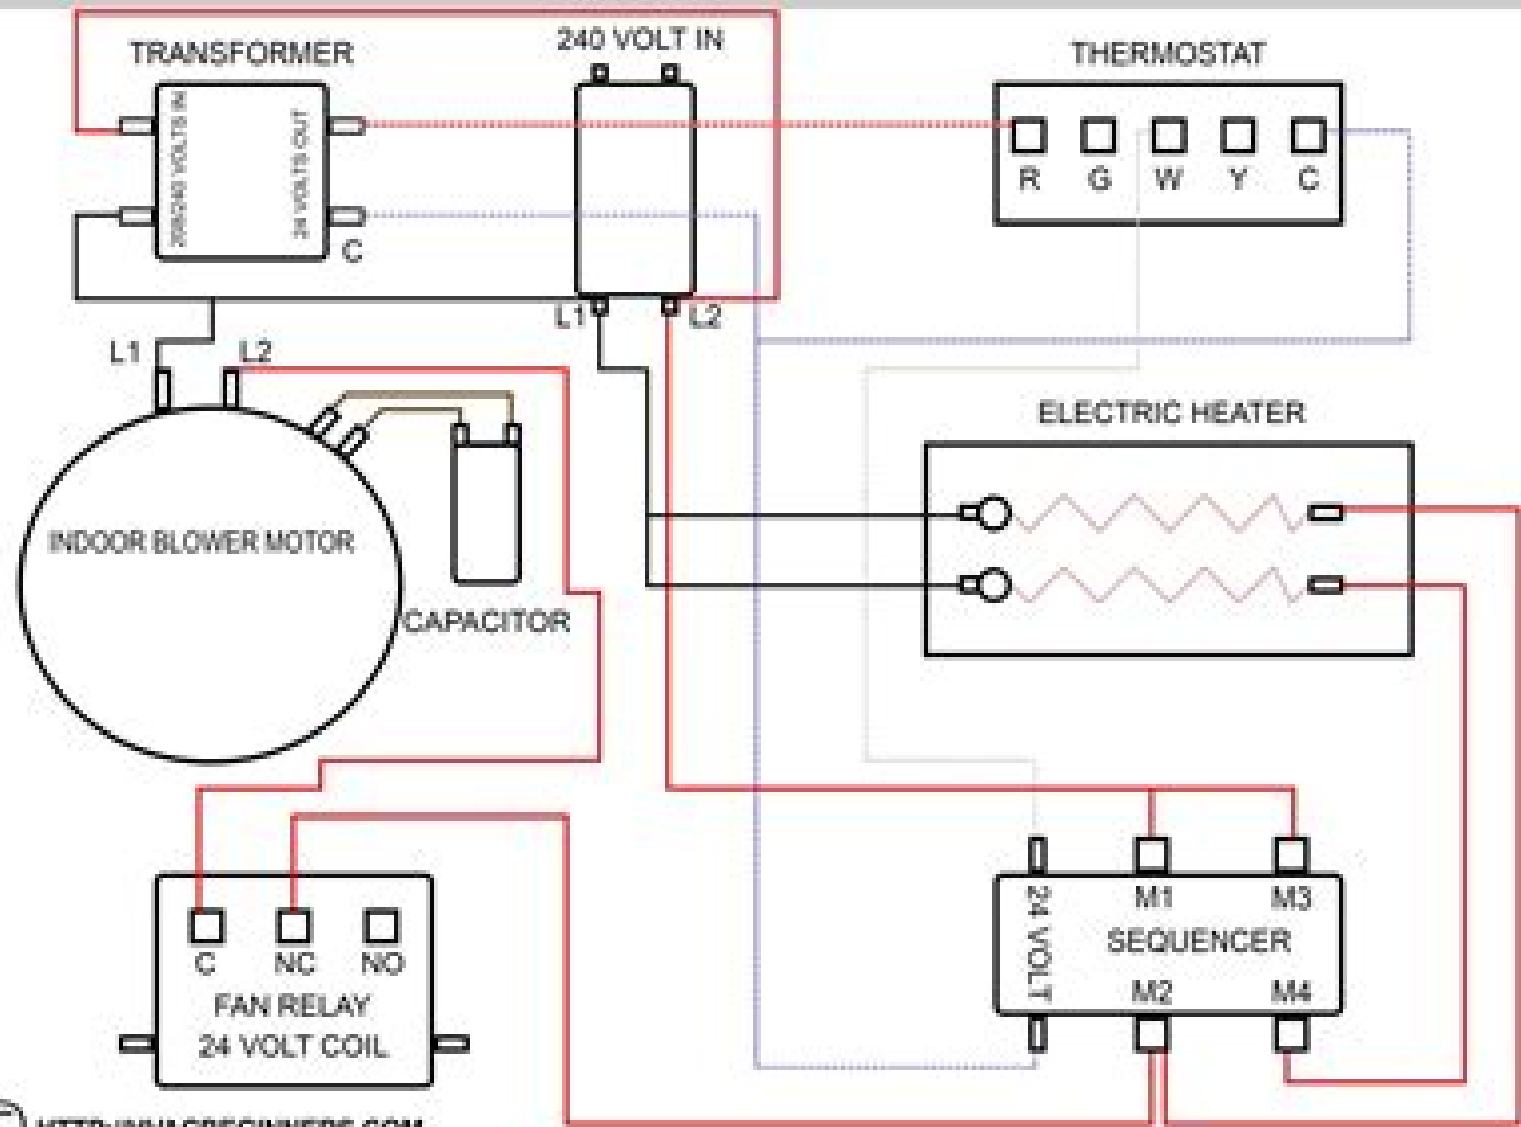 TRANSFORMER
240 VOLT IN
THERMOSTAT
208/240 VOLTS IN
24 VOLTS OUT
R G W Y C
C
L1 L2
L1 L2
ELECTRIC HEATER
INDOOR BLOWER MOTOR
CAPACITOR
24 VOLT
M1 M3
SEQUENCER
M2 M4
C NC NO
FAN RELAY
24 VOLT COIL